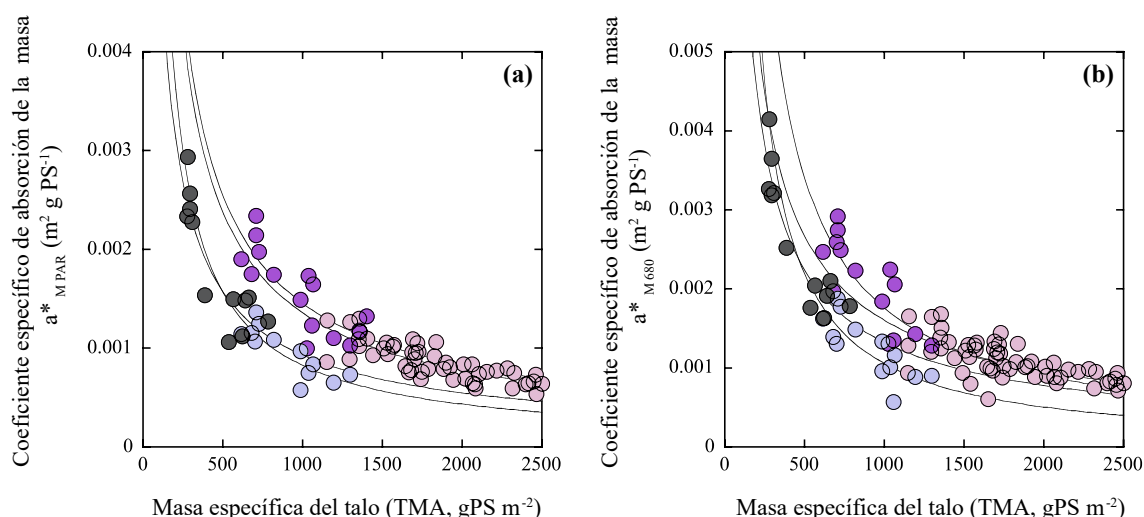 Coeficiente específico de absorción de la masa
a* M PAR (m² g PS⁻¹)
(a)
0.004
0.003
0.002
0.001
0
0 500 1000 1500 2000 2500
Masa específica del talo (TMA, gPS m⁻²)
Coeficiente específico de absorción de la masa
a* M 680 (m² g PS⁻¹)
(b)
0.005
0.004
0.003
0.002
0.001
0
0 500 1000 1500 2000 2500
Masa específica del talo (TMA, gPS m⁻²)